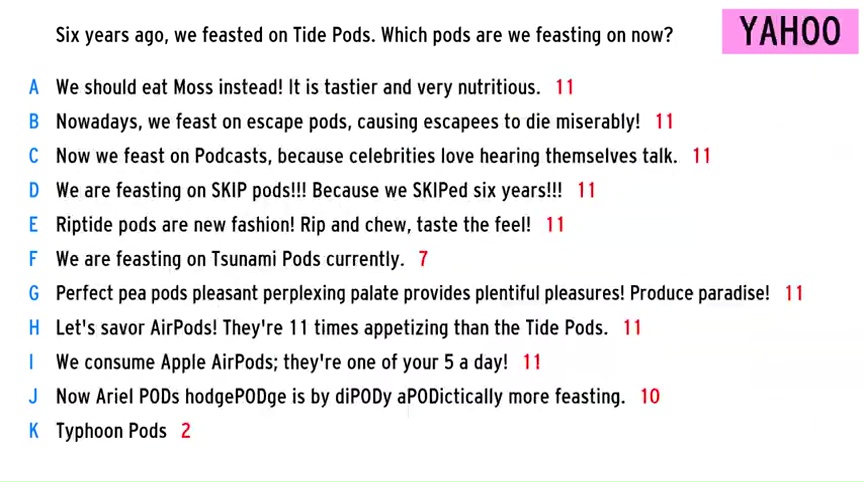 Six years ago, we feasted on Tide Pods. Which pods are we feasting on now?
YAHOO
A We should eat Moss instead! It is tastier and very nutritious. 11
B Nowadays, we feast on escape pods, causing escapees to die miserably! 11
C Now we feast on Podcasts, because celebrities love hearing themselves talk. 11
D We are feasting on SKIP pods!!! Because we SKIPed six years!!! 11
E Riptide pods are new fashion! Rip and chew, taste the feel! 11
F We are feasting on Tsunami Pods currently. 7
G Perfect pea pods pleasant perplexing palate provides plentiful pleasures! Produce paradise! 11
H Let's savor AirPods! They're 11 times appetizing than the Tide Pods. 11
I We consume Apple AirPods; they're one of your 5 a day! 11
J Now Ariel PODs hodgePODge is by diPODy aPODictically more feasting. 10
K Typhoon Pods 2